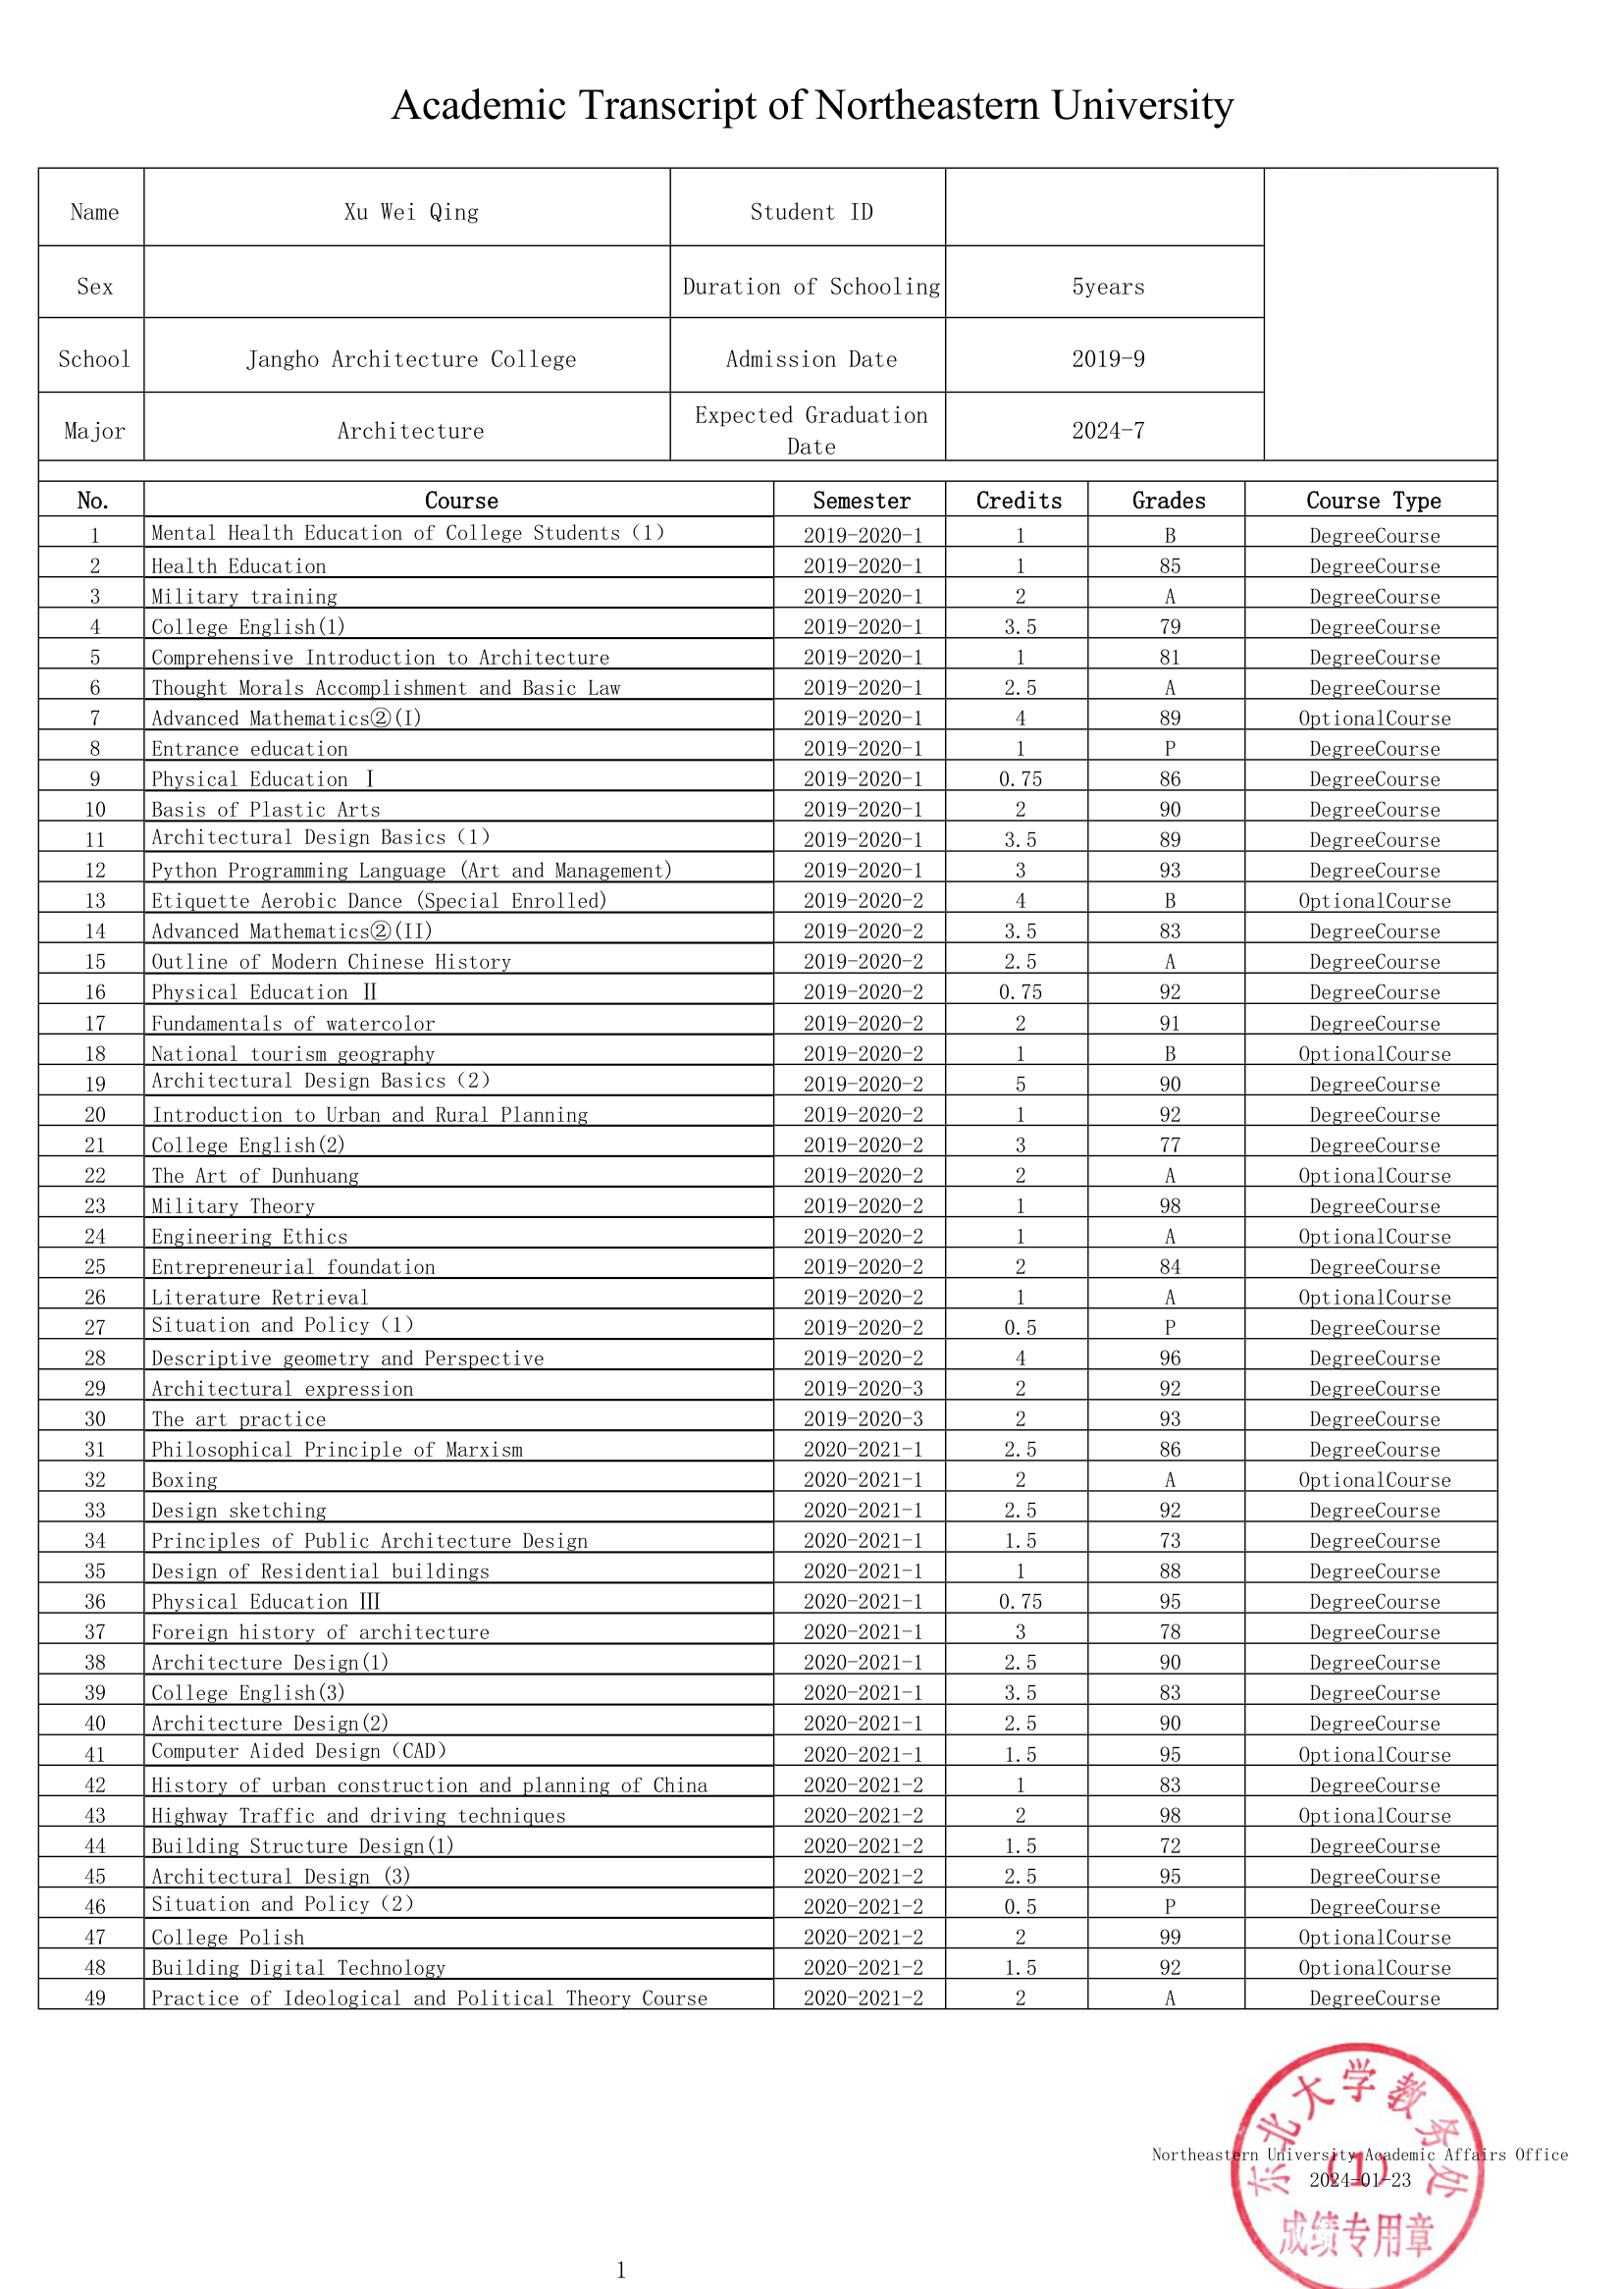 Academic Transcript of Northeastern University
Name Xu Wei Qing Student ID
Sex Duration of Schooling 5years
School Jangho Architecture College Admission Date 2019-9
Major Architecture Expected Graduation Date 2024-7
No. Course Semester Credits Grades Course Type
1 Mental Health Education of College Students（1） 2019-2020-1 1 B DegreeCourse
2 Health Education 2019-2020-1 1 85 DegreeCourse
3 Military training 2019-2020-1 2 A DegreeCourse
4 College English(1) 2019-2020-1 3.5 79 DegreeCourse
5 Comprehensive Introduction to Architecture 2019-2020-1 1 81 DegreeCourse
6 Thought Morals Accomplishment and Basic Law 2019-2020-1 2.5 A DegreeCourse
7 Advanced Mathematics②(I) 2019-2020-1 4 89 OptionalCourse
8 Entrance education 2019-2020-1 1 P DegreeCourse
9 Physical Education Ⅰ 2019-2020-1 0.75 86 DegreeCourse
10 Basis of Plastic Arts 2019-2020-1 2 90 DegreeCourse
11 Architectural Design Basics（1） 2019-2020-1 3.5 89 DegreeCourse
12 Python Programming Language (Art and Management) 2019-2020-1 3 93 DegreeCourse
13 Etiquette Aerobic Dance (Special Enrolled) 2019-2020-2 4 B OptionalCourse
14 Advanced Mathematics②(II) 2019-2020-2 3.5 83 DegreeCourse
15 Outline of Modern Chinese History 2019-2020-2 2.5 A DegreeCourse
16 Physical Education Ⅱ 2019-2020-2 0.75 92 DegreeCourse
17 Fundamentals of watercolor 2019-2020-2 2 91 DegreeCourse
18 National tourism geography 2019-2020-2 1 B OptionalCourse
19 Architectural Design Basics（2） 2019-2020-2 5 90 DegreeCourse
20 Introduction to Urban and Rural Planning 2019-2020-2 1 92 DegreeCourse
21 College English(2) 2019-2020-2 3 77 DegreeCourse
22 The Art of Dunhuang 2019-2020-2 2 A OptionalCourse
23 Military Theory 2019-2020-2 1 98 DegreeCourse
24 Engineering Ethics 2019-2020-2 1 A OptionalCourse
25 Entrepreneurial foundation 2019-2020-2 2 84 DegreeCourse
26 Literature Retrieval 2019-2020-2 1 A OptionalCourse
27 Situation and Policy（1） 2019-2020-2 0.5 P DegreeCourse
28 Descriptive geometry and Perspective 2019-2020-2 4 96 DegreeCourse
29 Architectural expression 2019-2020-3 2 92 DegreeCourse
30 The art practice 2019-2020-3 2 93 DegreeCourse
31 Philosophical Principle of Marxism 2020-2021-1 2.5 86 DegreeCourse
32 Boxing 2020-2021-1 2 A OptionalCourse
33 Design sketching 2020-2021-1 2.5 92 DegreeCourse
34 Principles of Public Architecture Design 2020-2021-1 1.5 73 DegreeCourse
35 Design of Residential buildings 2020-2021-1 1 88 DegreeCourse
36 Physical Education Ⅲ 2020-2021-1 0.75 95 DegreeCourse
37 Foreign history of architecture 2020-2021-1 3 78 DegreeCourse
38 Architecture Design(1) 2020-2021-1 2.5 90 DegreeCourse
39 College English(3) 2020-2021-1 3.5 83 DegreeCourse
40 Architecture Design(2) 2020-2021-1 2.5 90 DegreeCourse
41 Computer Aided Design（CAD） 2020-2021-1 1.5 95 OptionalCourse
42 History of urban construction and planning of China 2020-2021-2 1 83 DegreeCourse
43 Highway Traffic and driving techniques 2020-2021-2 2 98 OptionalCourse
44 Building Structure Design(1) 2020-2021-2 1.5 72 DegreeCourse
45 Architectural Design (3) 2020-2021-2 2.5 95 DegreeCourse
46 Situation and Policy（2） 2020-2021-2 0.5 P DegreeCourse
47 College Polish 2020-2021-2 2 99 OptionalCourse
48 Building Digital Technology 2020-2021-2 1.5 92 OptionalCourse
49 Practice of Ideological and Political Theory Course 2020-2021-2 2 A DegreeCourse
东北大学教务处
Northeastern University Academic Affairs Office
(1)
2024-01-23
成绩专用章
1